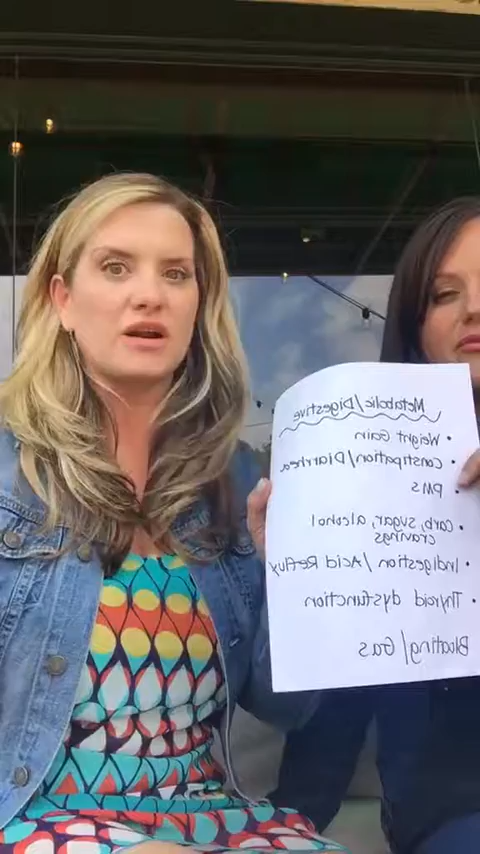 Metabolic/Digestive
• Weight Gain
• Constipation/Diarrhea
• PMS
• carb, sugar, alcohol
cravings
• Indigestion/Acid Reflux
• Thyroid dysfunction
Bloating/Gas